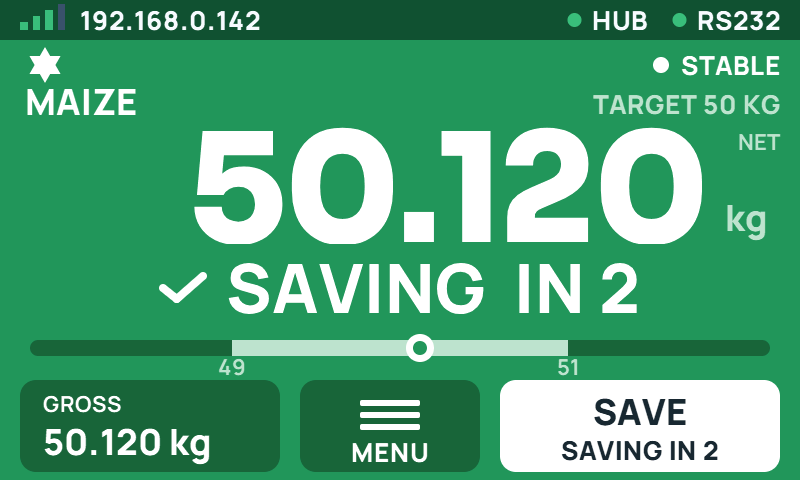 192.168.0.142
HUB
RS232
STABLE
MAIZE
TARGET 50 KG
NET
50.120 kg
SAVING IN 2
49
51
GROSS
50.120 kg
MENU
SAVE
SAVING IN 2